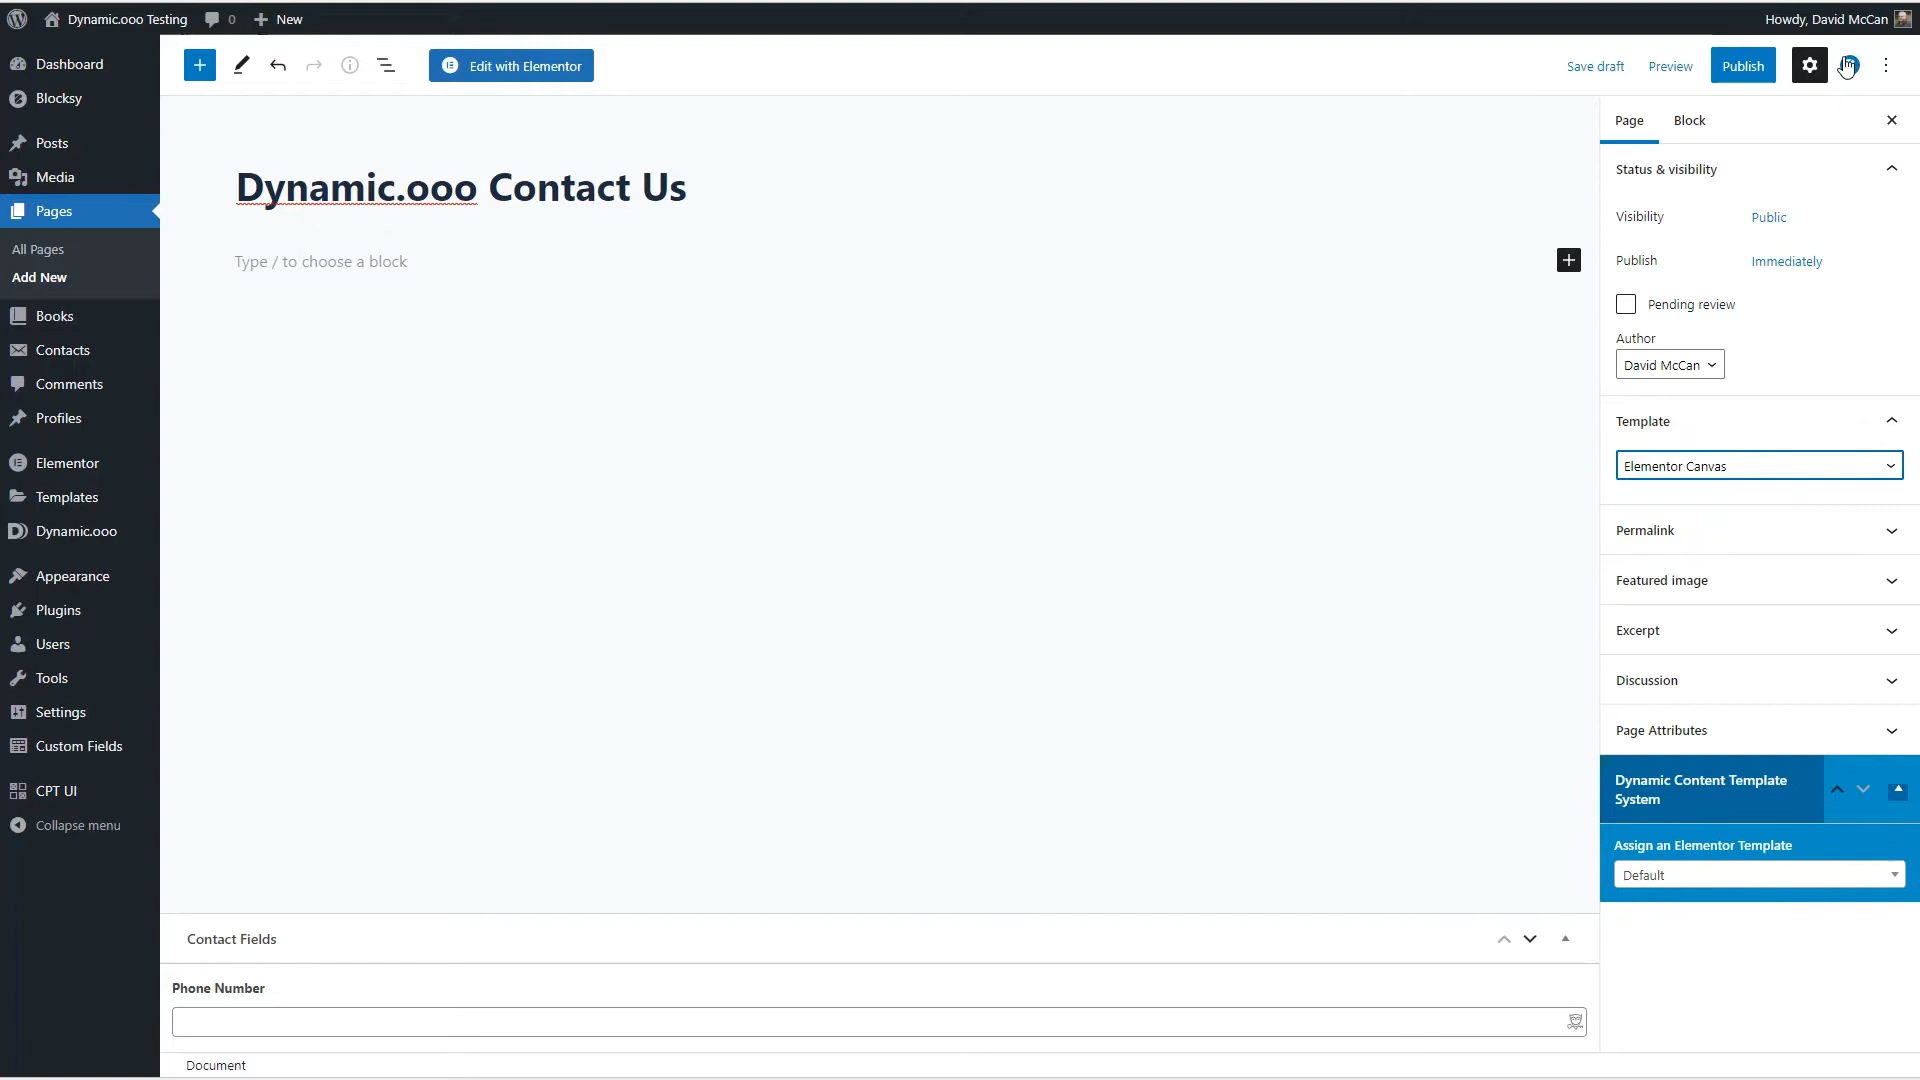 Dynamic.ooo Testing 0 New Howdy, David McCan
Dashboard
Blocksy
Posts
Media
Pages
All Pages
Add New
Books
Contacts
Comments
Profiles
Elementor
Templates
Dynamic.ooo
Appearance
Plugins
Users
Tools
Settings
Custom Fields
CPT UI
Collapse menu
Edit with Elementor
Save draft Preview Publish
Dynamic.ooo Contact Us
Type / to choose a block
Page Block
Status & visibility
Visibility Public
Publish Immediately
Pending review
Author
David McCan
Template
Elementor Canvas
Permalink
Featured image
Excerpt
Discussion
Page Attributes
Dynamic Content Template
System
Assign an Elementor Template
Default
Contact Fields
Phone Number
Document